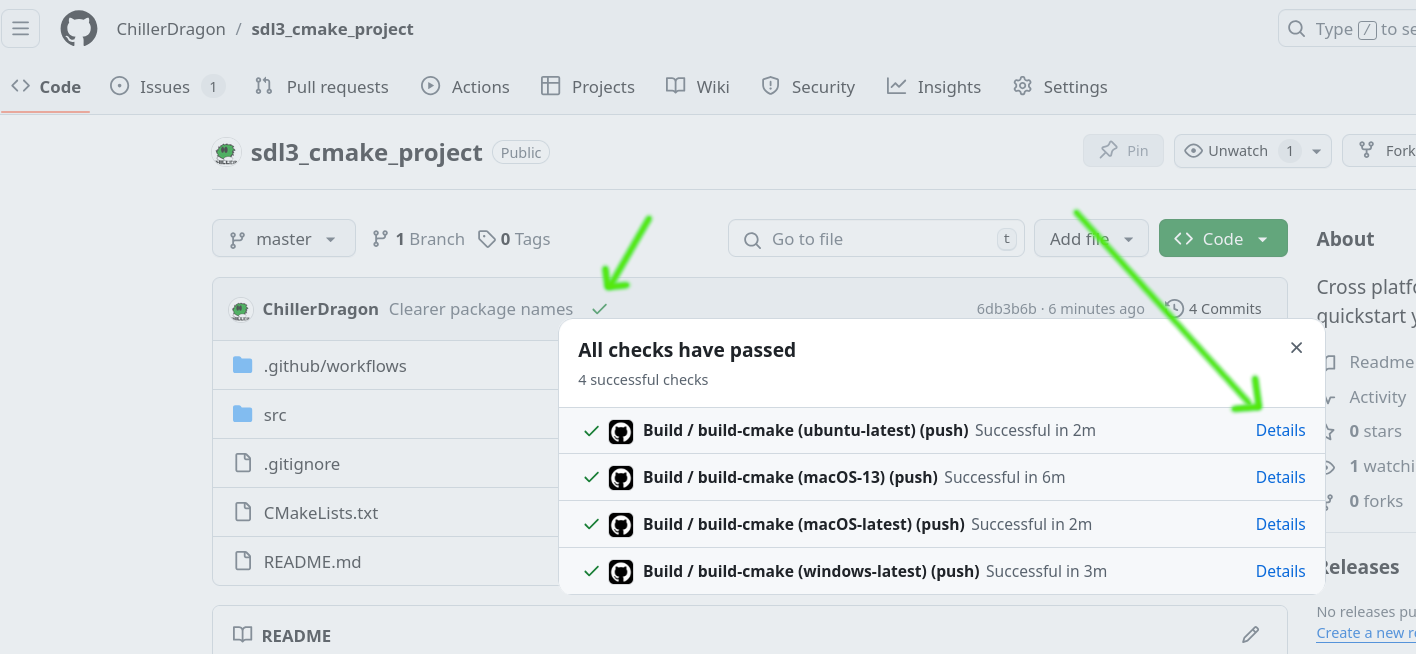 ChillerDragon / sdl3_cmake_project
Type / to se
Code Issues 1 Pull requests Actions Projects Wiki Security Insights Settings
sdl3_cmake_project Public
Pin Unwatch 1 Fork
master 1 Branch 0 Tags Go to file t Add file Code
About
ChillerDragon Clearer package names 6db3b6b · 6 minutes ago 4 Commits
Cross platfo
quickstart y
.github/workflows
src
.gitignore
CMakeLists.txt
README.md
All checks have passed
4 successful checks
Build / build-cmake (ubuntu-latest) (push) Successful in 2m Details
Build / build-cmake (macOS-13) (push) Successful in 6m Details
Build / build-cmake (macOS-latest) (push) Successful in 2m Details
Build / build-cmake (windows-latest) (push) Successful in 3m Details
Readme
Activity
0 stars
1 watchi
0 forks
Releases
No releases pu
Create a new re
README